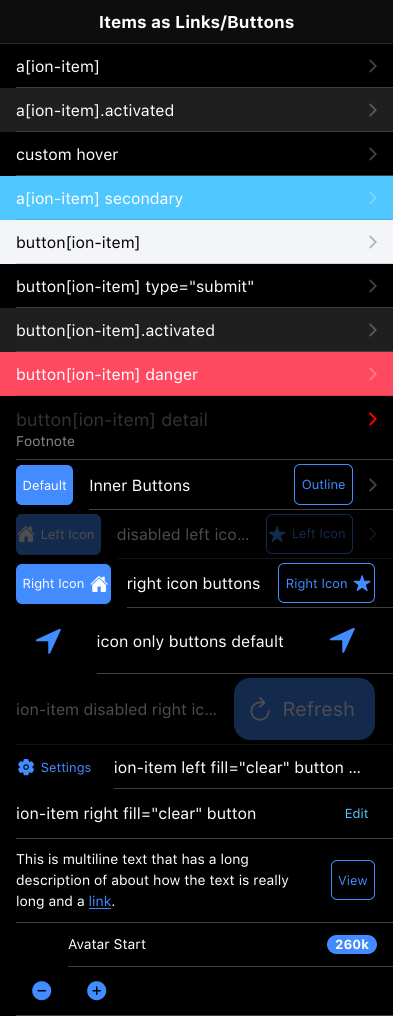 Items as Links/Buttons
a[ion-item]
a[ion-item].activated
custom hover
a[ion-item] secondary
button[ion-item]
button[ion-item] type="submit"
button[ion-item].activated
button[ion-item] danger
button[ion-item] detail
Footnote
Default Inner Buttons Outline
Left Icon disabled left ico... Left Icon
Right Icon right icon buttons Right Icon
icon only buttons default
ion-item disabled right ic... Refresh
Settings ion-item left fill="clear" button ...
ion-item right fill="clear" button Edit
This is multiline text that has a long
description of about how the text is really
long and a link.
View
Avatar Start 260k